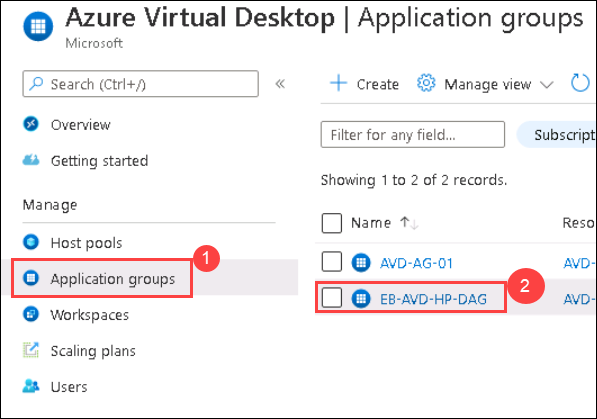 Azure Virtual Desktop | Application groups
Microsoft
Search (Ctrl+/)
«
Overview
Getting started
Manage
Host pools
1
Application groups
Workspaces
Scaling plans
Users
+ Create
Manage view
Filter for any field...
Subscript
Showing 1 to 2 of 2 records.
Name ↑↓
Reso
AVD-AG-01
AVD-
2
EB-AVD-HP-DAG
AVD-